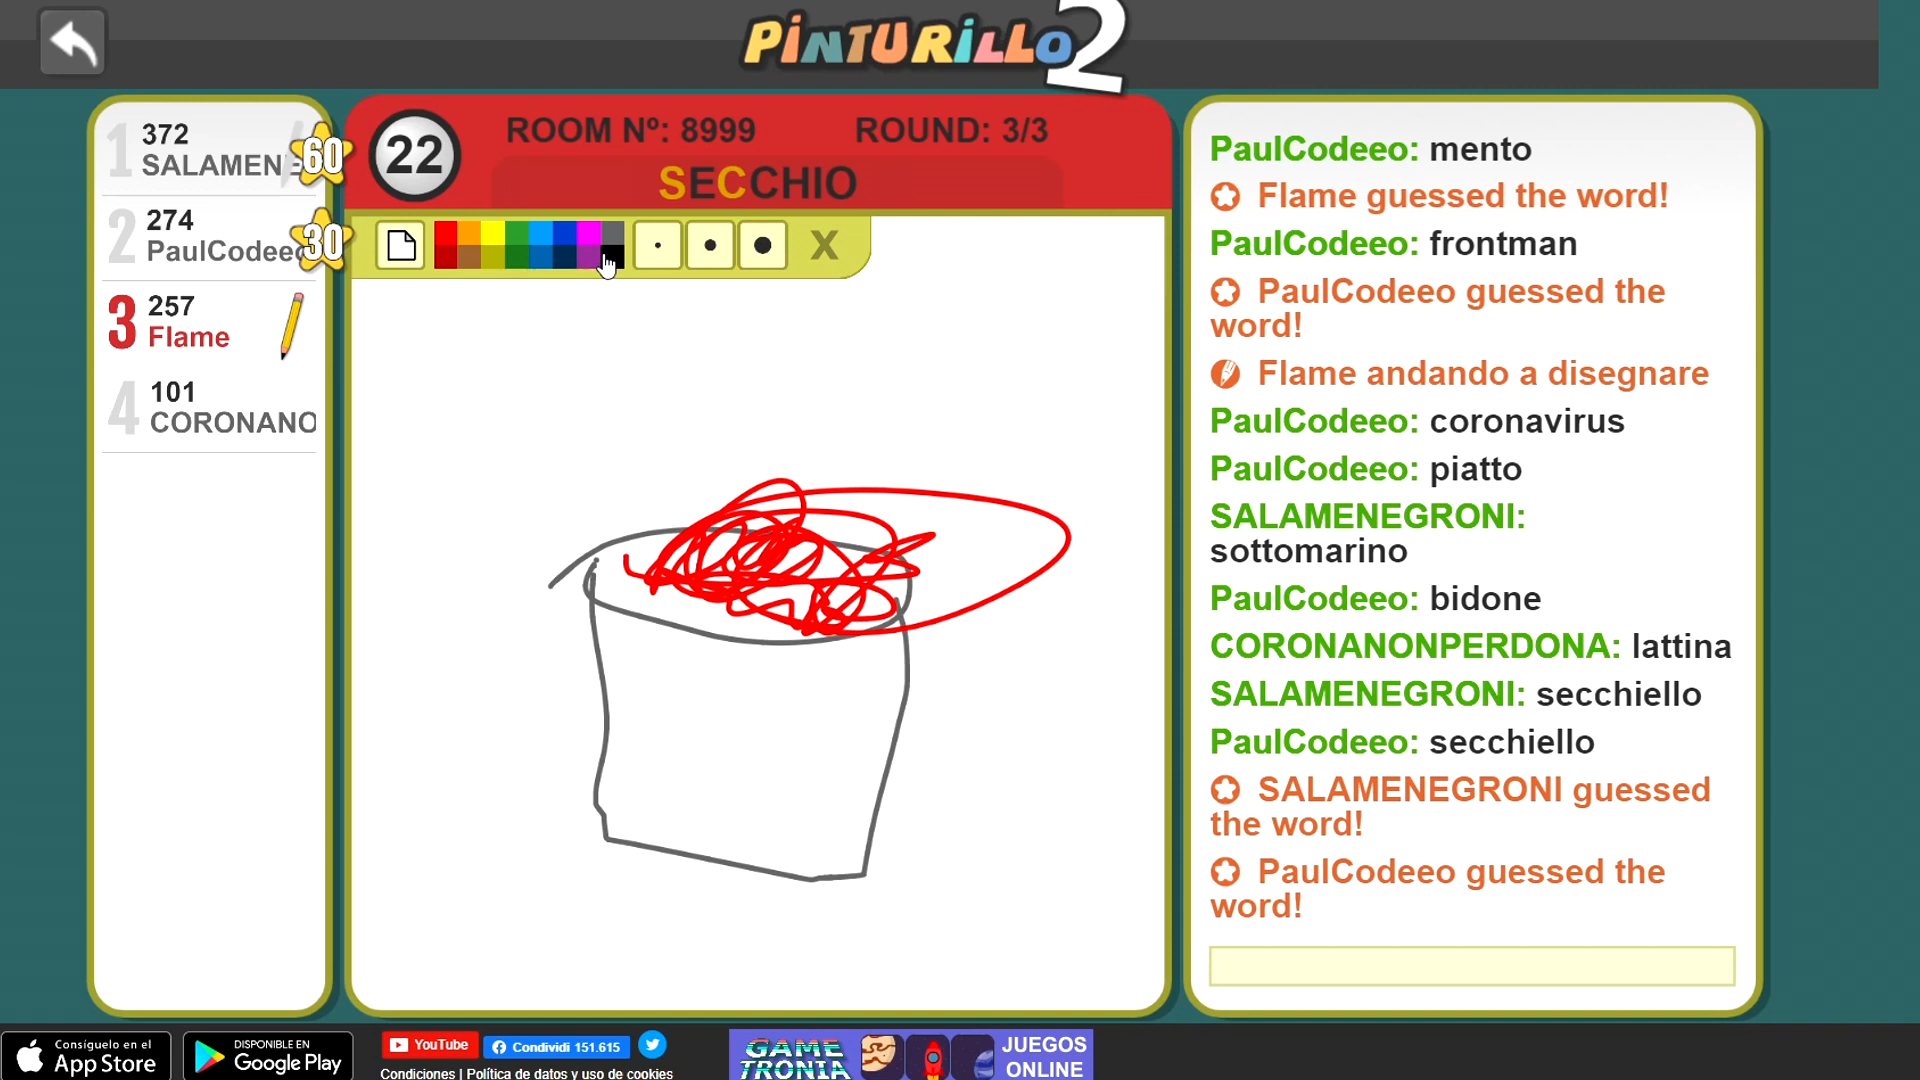 PiNTURiLLO 2
1 372
SALAMENE
60
2 274
PaulCodeeo
30
3 257
Flame
4 101
CORONANO
22
ROOM Nº: 8999
ROUND: 3/3
SECCHIO
X
PaulCodeeo: mento
Flame guessed the word!
PaulCodeeo: frontman
PaulCodeeo guessed the
word!
Flame andando a disegnare
PaulCodeeo: coronavirus
PaulCodeeo: piatto
SALAMENEGRONI:
sottomarino
PaulCodeeo: bidone
CORONANONPERDONA: lattina
SALAMENEGRONI: secchiello
PaulCodeeo: secchiello
SALAMENEGRONI guessed
the word!
PaulCodeeo guessed the
word!
Consíguelo en el
App Store
DISPONIBLE EN
Google Play
YouTube
Condividi 151.615
Condiciones | Política de datos y uso de cookies
GAME
TRONIA
JUEGOS
ONLINE